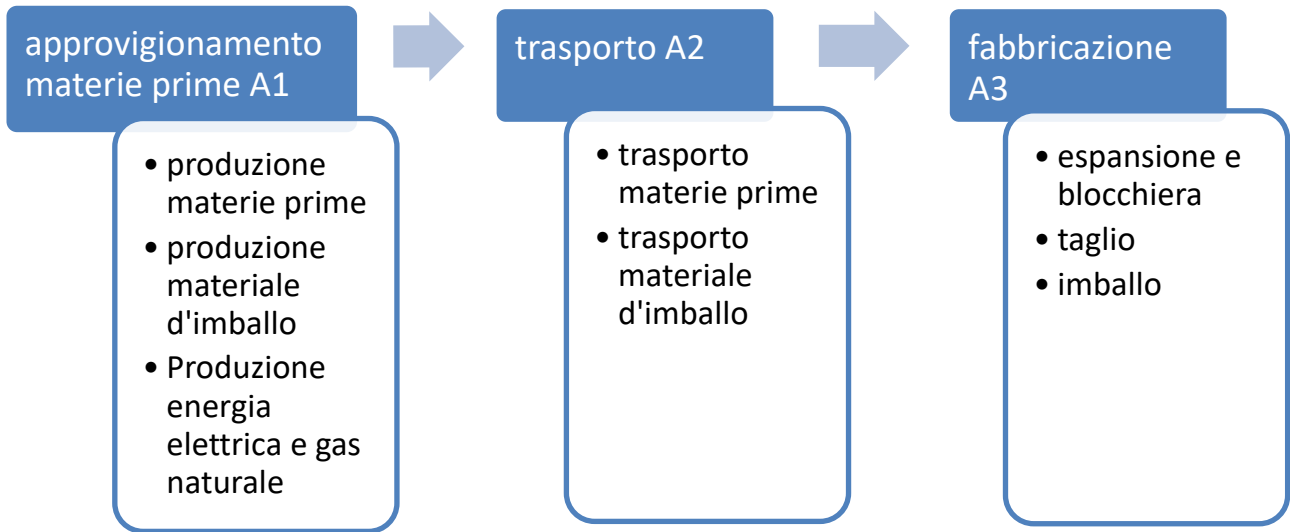 approvigionamento
materie prime A1
• produzione
materie prime
• produzione
materiale
d'imballo
• Produzione
energia
elettrica e gas
naturale
trasporto A2
• trasporto
materie prime
• trasporto
materiale
d'imballo
fabbricazione
A3
• espansione e
blocchiera
• taglio
• imballo